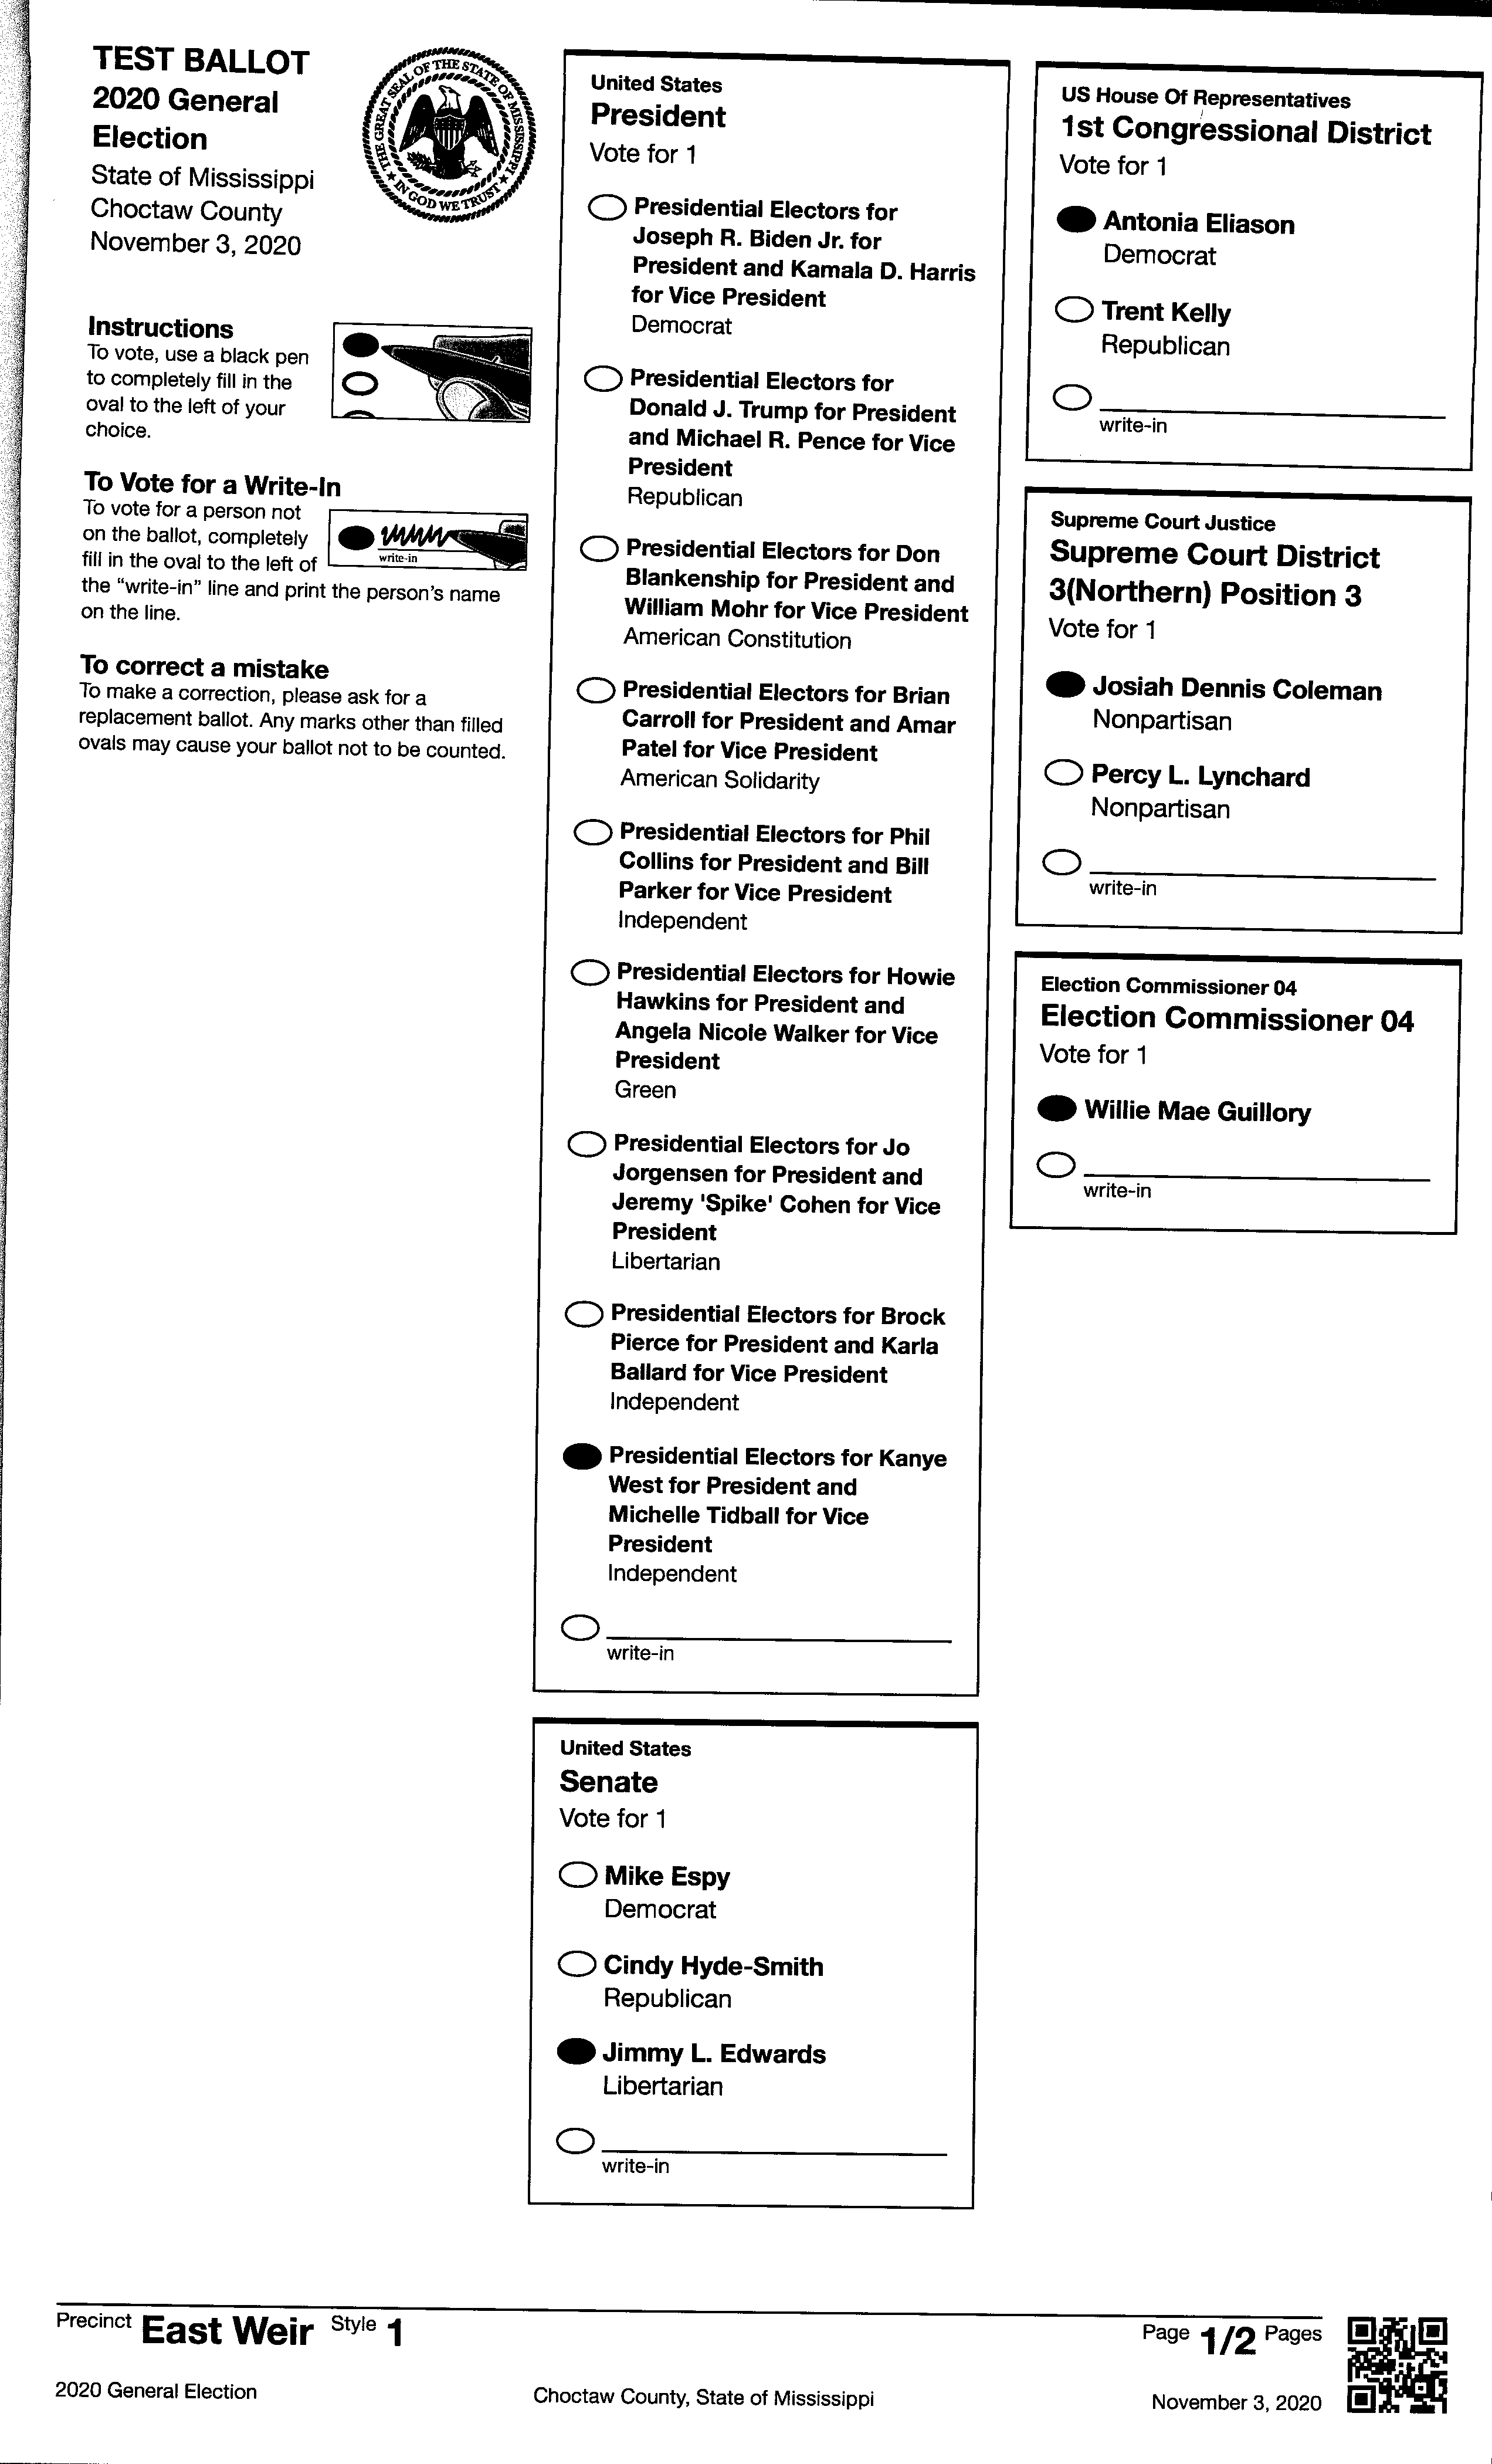 TEST BALLOT
2020 General
Election
State of Mississippi
Choctaw County
November 3, 2020
THE GREAT SEAL OF THE STATE OF MISSISSIPPI
★ IN GOD WE TRUST ★
Instructions
To vote, use a black pen
to completely fill in the
oval to the left of your
choice.
To Vote for a Write-In
To vote for a person not
on the ballot, completely
fill in the oval to the left of
the “write-in” line and print the person’s name
on the line.
write-in
To correct a mistake
To make a correction, please ask for a
replacement ballot. Any marks other than filled
ovals may cause your ballot not to be counted.
United States
President
Vote for 1
Presidential Electors for
Joseph R. Biden Jr. for
President and Kamala D. Harris
for Vice President
Democrat
Presidential Electors for
Donald J. Trump for President
and Michael R. Pence for Vice
President
Republican
Presidential Electors for Don
Blankenship for President and
William Mohr for Vice President
American Constitution
Presidential Electors for Brian
Carroll for President and Amar
Patel for Vice President
American Solidarity
Presidential Electors for Phil
Collins for President and Bill
Parker for Vice President
Independent
Presidential Electors for Howie
Hawkins for President and
Angela Nicole Walker for Vice
President
Green
Presidential Electors for Jo
Jorgensen for President and
Jeremy 'Spike' Cohen for Vice
President
Libertarian
Presidential Electors for Brock
Pierce for President and Karla
Ballard for Vice President
Independent
Presidential Electors for Kanye
West for President and
Michelle Tidball for Vice
President
Independent
write-in
United States
Senate
Vote for 1
Mike Espy
Democrat
Cindy Hyde-Smith
Republican
Jimmy L. Edwards
Libertarian
write-in
US House Of Representatives
1st Congressional District
Vote for 1
Antonia Eliason
Democrat
Trent Kelly
Republican
write-in
Supreme Court Justice
Supreme Court District
3(Northern) Position 3
Vote for 1
Josiah Dennis Coleman
Nonpartisan
Percy L. Lynchard
Nonpartisan
write-in
Election Commissioner 04
Election Commissioner 04
Vote for 1
Willie Mae Guillory
write-in
Precinct East Weir Style 1
Page 1/2 Pages
2020 General Election
Choctaw County, State of Mississippi
November 3, 2020